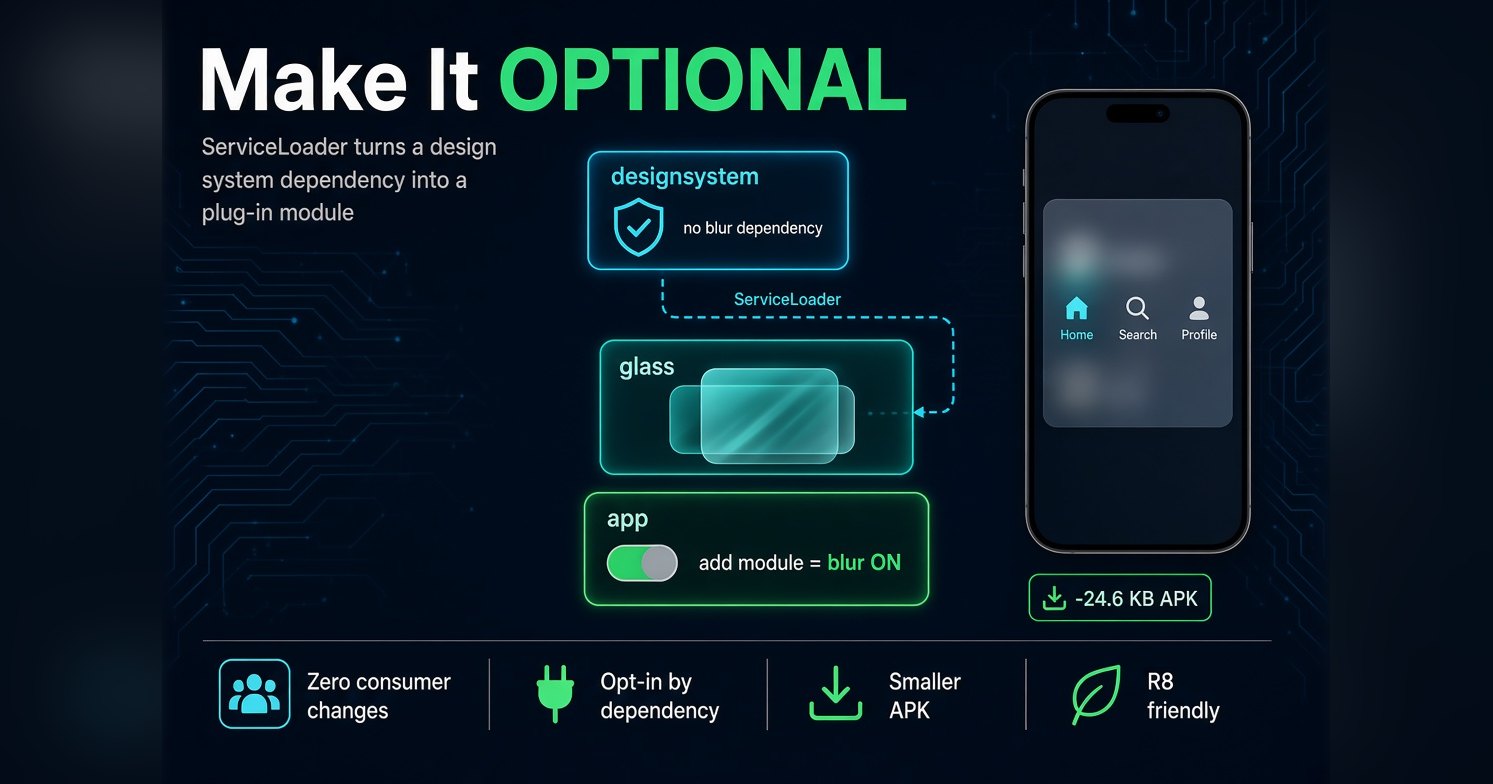 Make It OPTIONAL
ServiceLoader turns a design
system dependency into a
plug-in module
designsystem
no blur dependency
ServiceLoader
glass
app
add module = blur ON
Home
Search
Profile
-24.6 KB APK
Zero consumer
changes
Opt-in by
dependency
Smaller
APK
R8
friendly